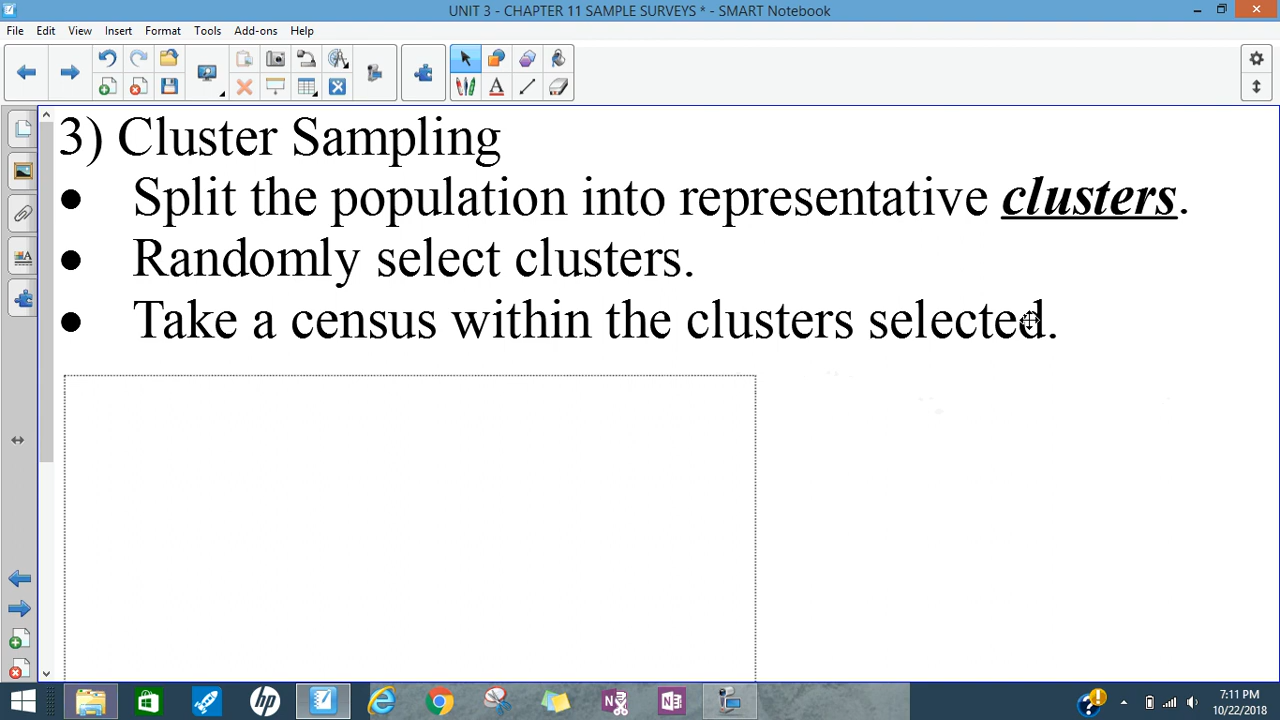 UNIT 3 - CHAPTER 11 SAMPLE SURVEYS * - SMART Notebook
File Edit View Insert Format Tools Add-ons Help
3) Cluster Sampling
• Split the population into representative clusters.
• Randomly select clusters.
• Take a census within the clusters selected.
7:11 PM
10/22/2018